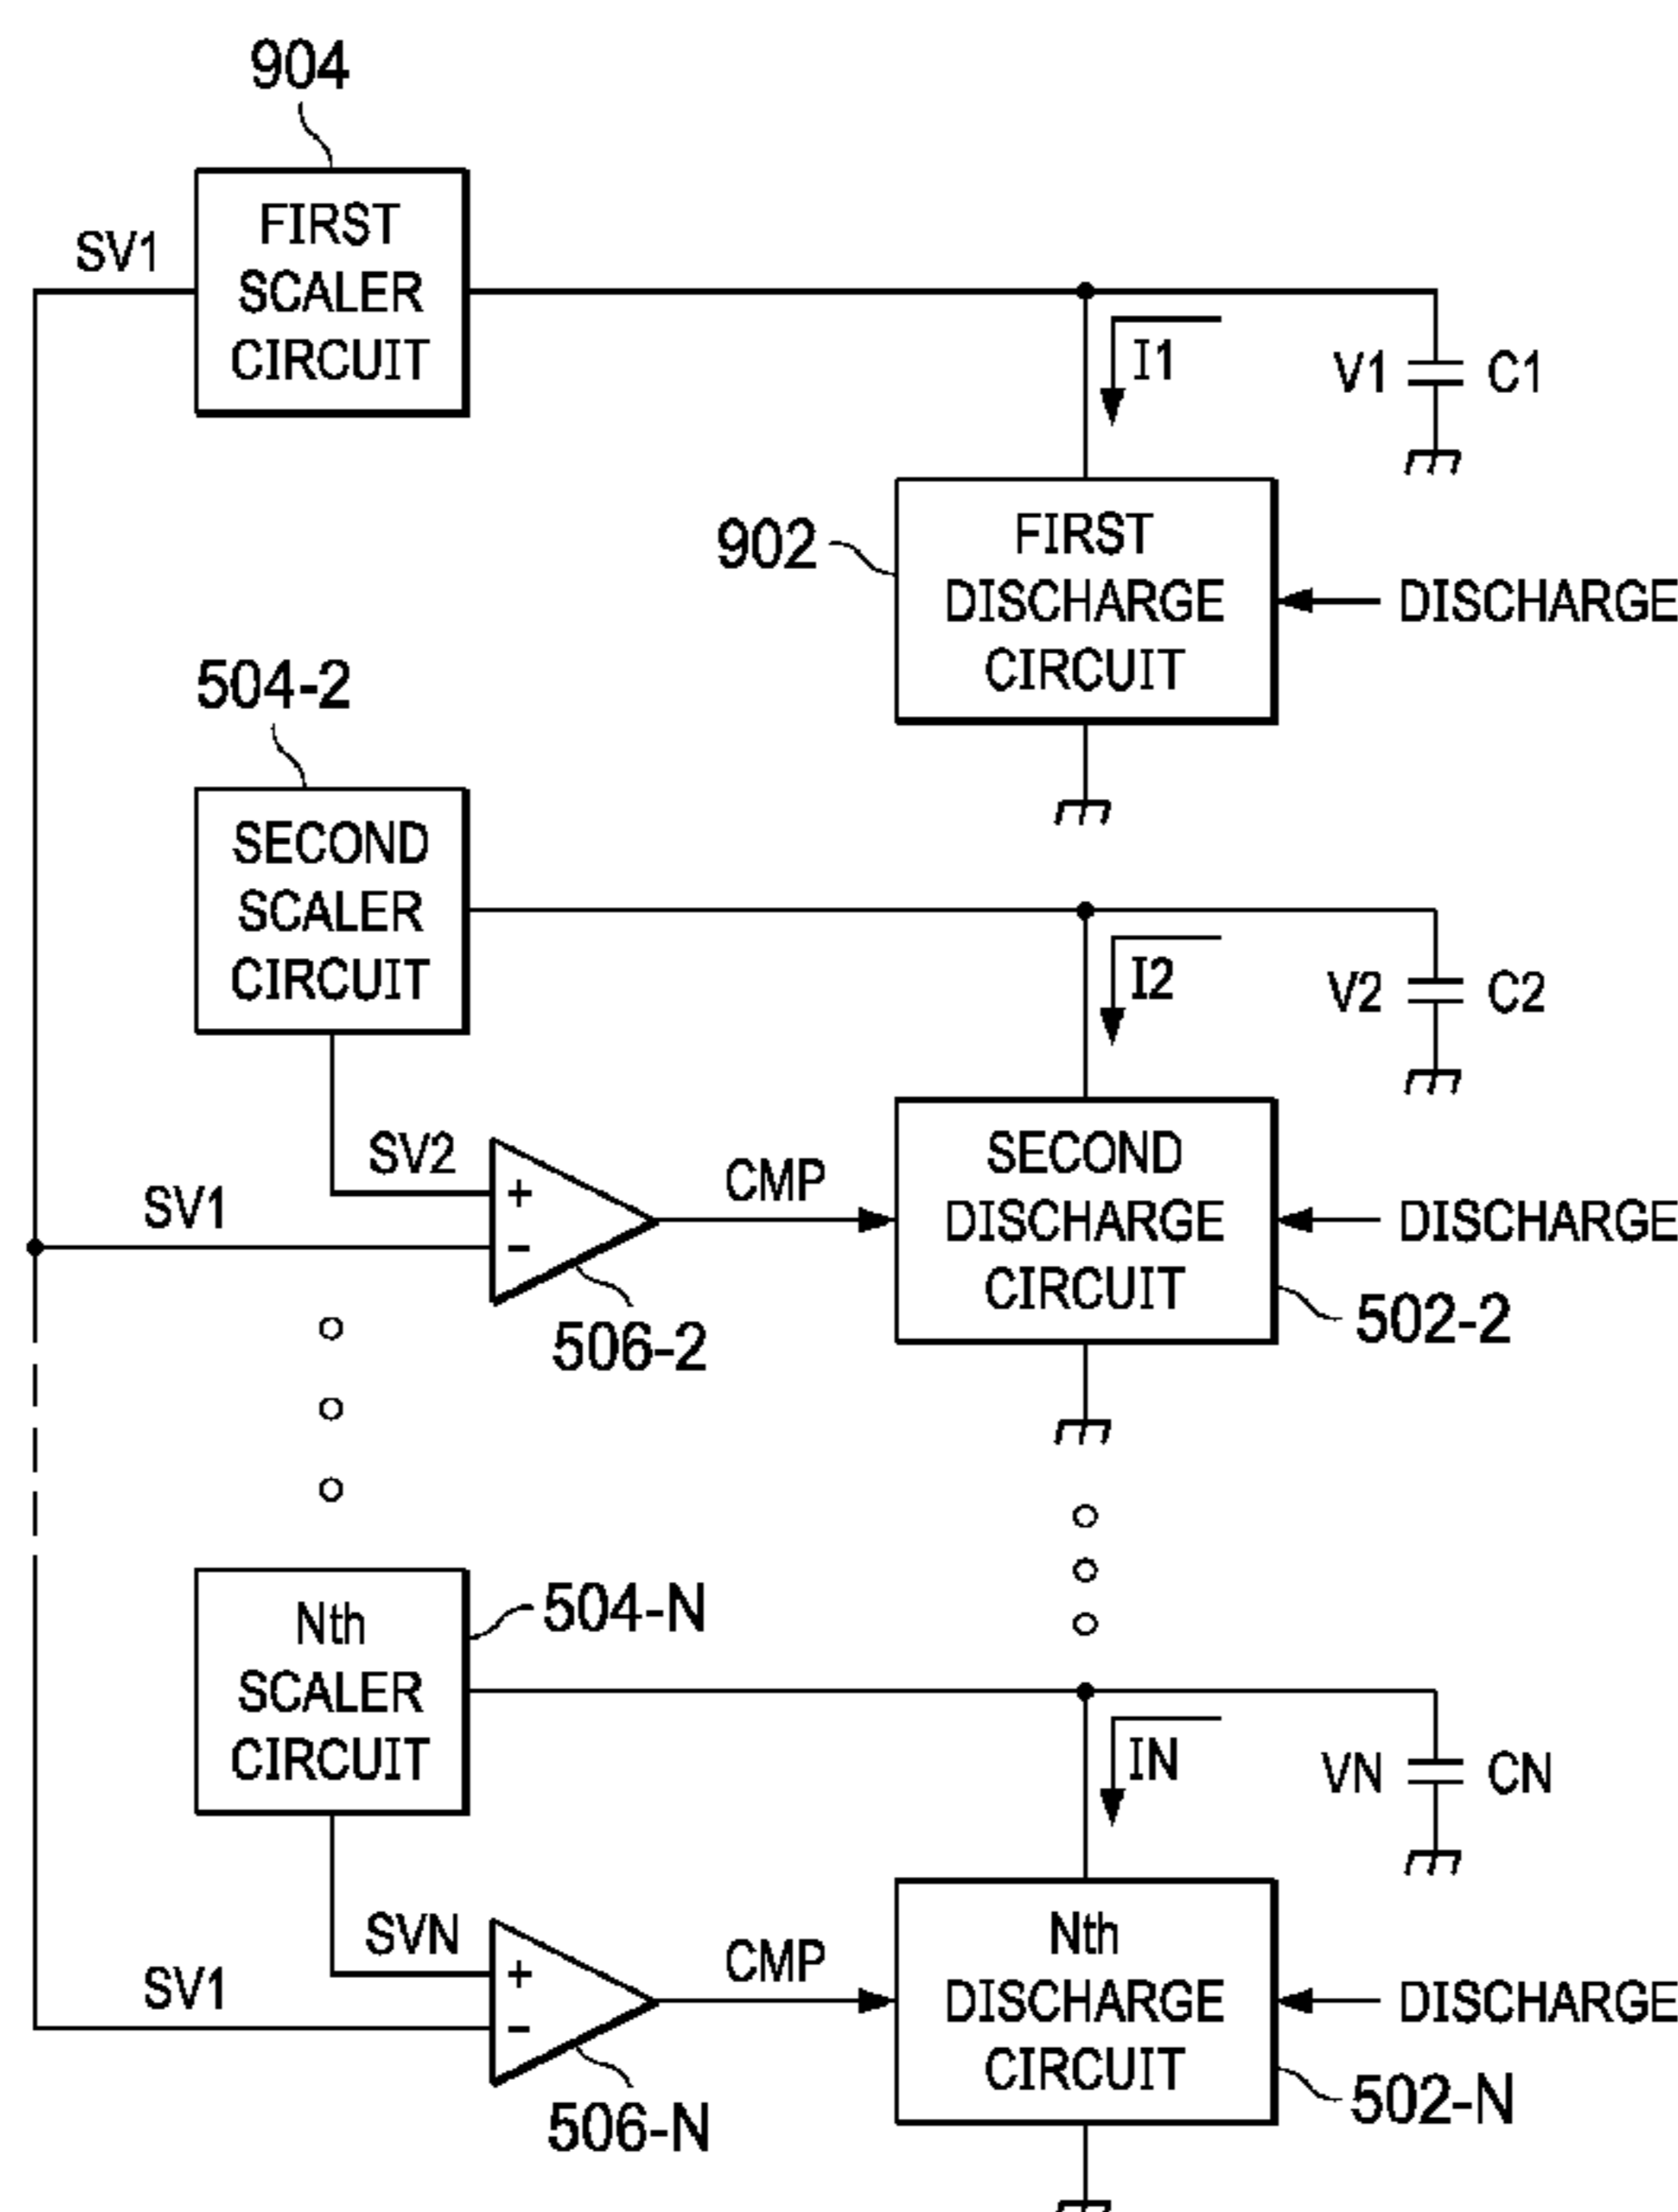 904
FIRST
SCALER
CIRCUIT
SV1
I1
V1
C1
902
FIRST
DISCHARGE
CIRCUIT
DISCHARGE
504-2
SECOND
SCALER
CIRCUIT
I2
V2
C2
SV2
SV1
+
-
CMP
506-2
SECOND
DISCHARGE
CIRCUIT
DISCHARGE
502-2
Nth
SCALER
CIRCUIT
504-N
IN
VN
CN
SVN
SV1
+
-
CMP
506-N
Nth
DISCHARGE
CIRCUIT
DISCHARGE
502-N